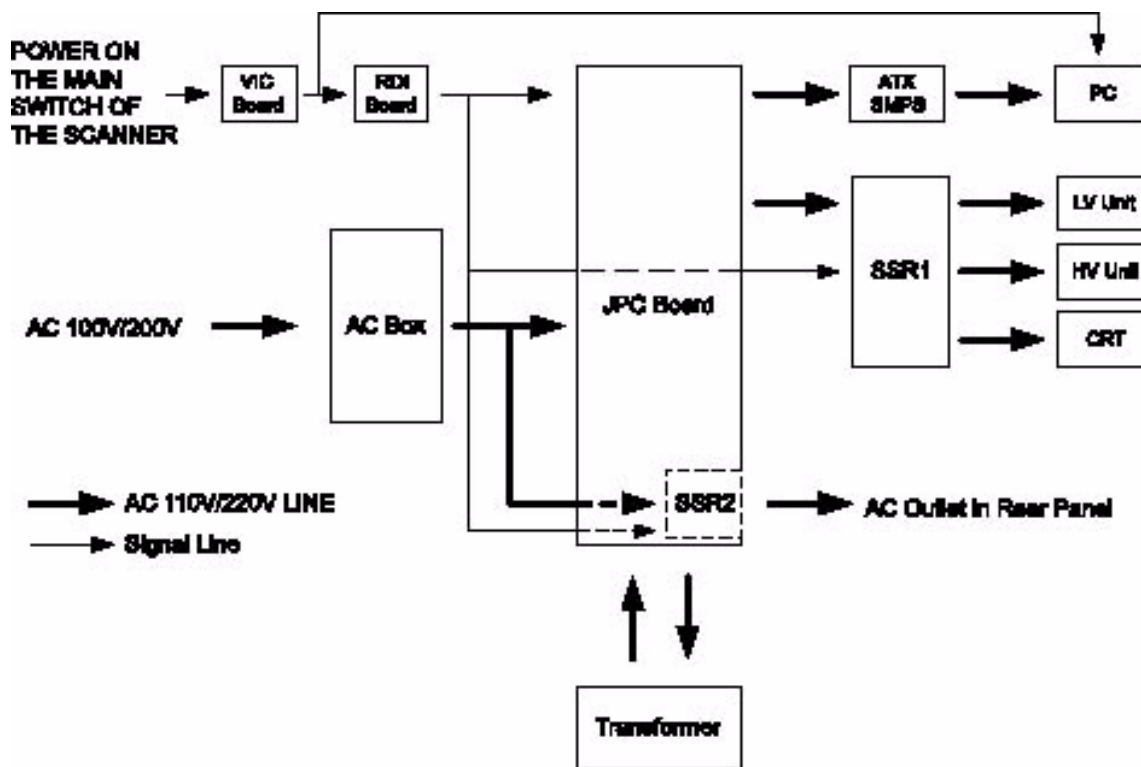 POWER ON
THE MAIN
SWITCH OF
THE SCANNER
VIC
Board
RDI
Board
ATX
SMPS
PC
LV Unit
SSR1
HV Unit
JPC Board
AC 100V/200V
AC Box
CRT
AC 110V/220V LINE
SSR2
AC Outlet in Rear Panel
Signal Line
Transformer